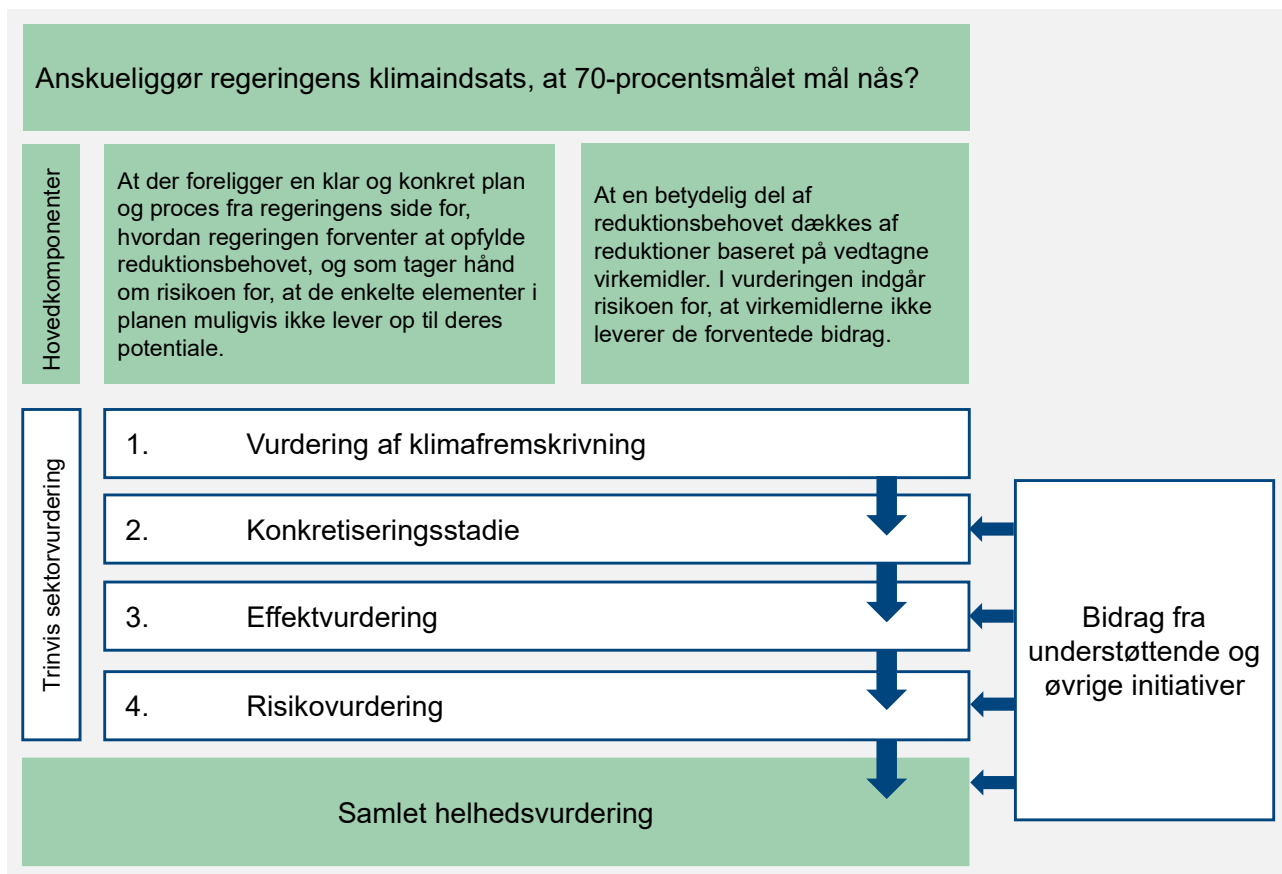 Anskueliggør regeringens klimaindsats, at 70-procentsmålet mål nås?
Hovedkomponenter
At der foreligger en klar og konkret plan
og proces fra regeringens side for,
hvordan regeringen forventer at opfylde
reduktionsbehovet, og som tager hånd
om risikoen for, at de enkelte elementer i
planen muligvis ikke lever op til deres
potentiale.
At en betydelig del af
reduktionsbehovet dækkes af
reduktioner baseret på vedtagne
virkemidler. I vurderingen indgår
risikoen for, at virkemidlerne ikke
leverer de forventede bidrag.
Trinvis sektorvurdering
1. Vurdering af klimafremskrivning
2. Konkretiseringsstadie
3. Effektvurdering
4. Risikovurdering
Bidrag fra
understøttende og
øvrige initiativer
Samlet helhedsvurdering